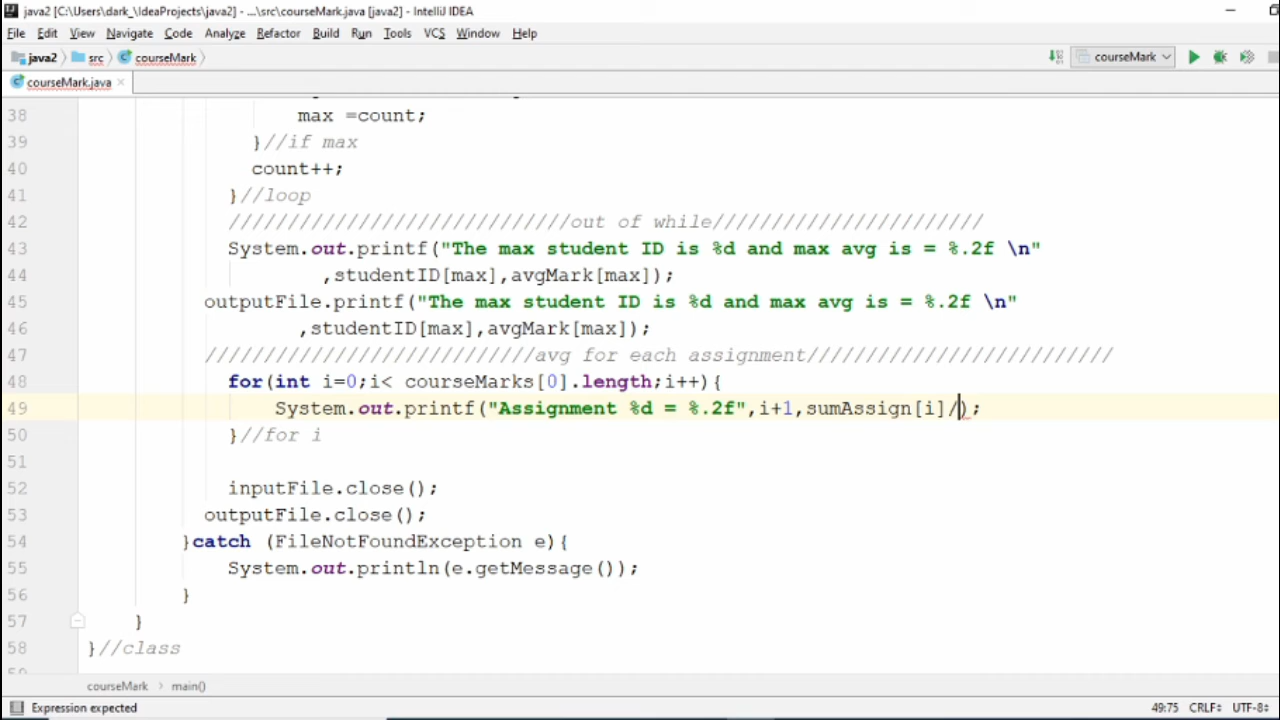 java2 [C:\Users\dark_\IdeaProjects\java2] - ...\src\courseMark.java [java2] - IntelliJ IDEA
File Edit View Navigate Code Analyze Refactor Build Run Tools VCS Window Help
java2 src courseMark courseMark
courseMark.java
38 max =count;
39 }//if max
40 count++;
41 }//loop
42 /////////////////////////////out of while///////////////////////
43 System.out.printf("The max student ID is %d and max avg is = %.2f \n"
44 ,studentID[max],avgMark[max]);
45 outputFile.printf("The max student ID is %d and max avg is = %.2f \n"
46 ,studentID[max],avgMark[max]);
47 ////////////////////////////avg for each assignment//////////////////////////
48 for(int i=0;i< courseMarks[0].length;i++){
49 System.out.printf("Assignment %d = %.2f",i+1,sumAssign[i]/);
50 }//for i
51
52 inputFile.close();
53 outputFile.close();
54 }catch (FileNotFoundException e){
55 System.out.println(e.getMessage());
56 }
57 }
58 }//class
courseMark > main()
Expression expected 49:75 CRLF UTF-8